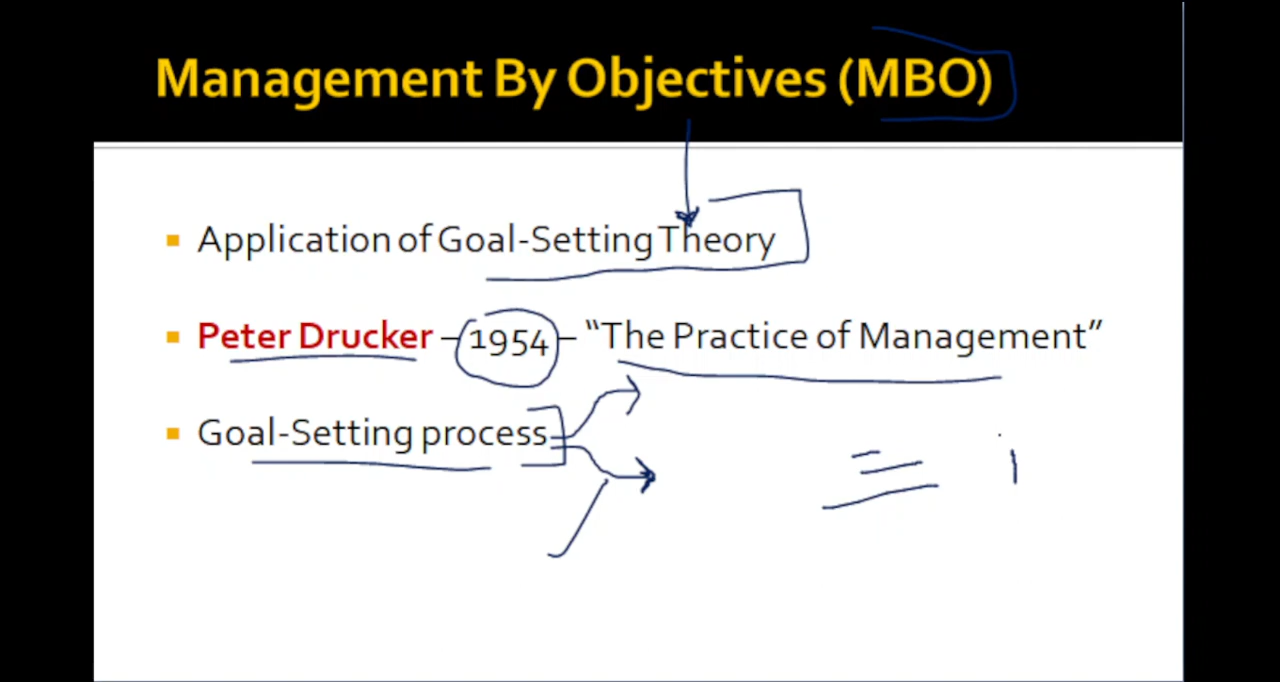 Management By Objectives (MBO)
Application of Goal-Setting Theory
Peter Drucker – 1954 – “The Practice of Management”
Goal-Setting process